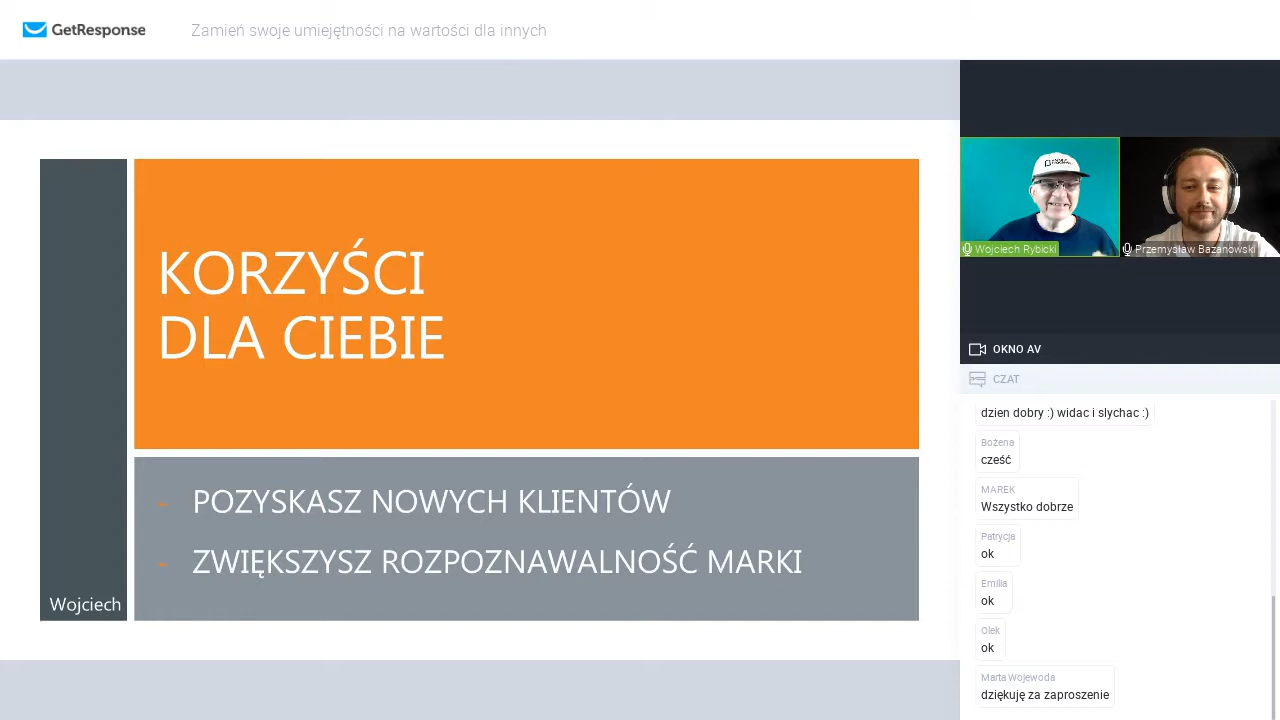 GetResponse
Zamień swoje umiejętności na wartości dla innych
KORZYŚCI
DLA CIEBIE
- POZYSKASZ NOWYCH KLIENTÓW
- ZWIĘKSZYSZ ROZPOZNAWALNOŚĆ MARKI
Wojciech
Wojciech Rybicki
Przemysław Bazanowski
OKNO AV
CZAT
dzien dobry :) widac i slychac :)
Bożena
cześć
MAREK
Wszystko dobrze
Patrycja
ok
Emilia
ok
Olek
ok
Marta Wojewoda
dziękuję za zaproszenie